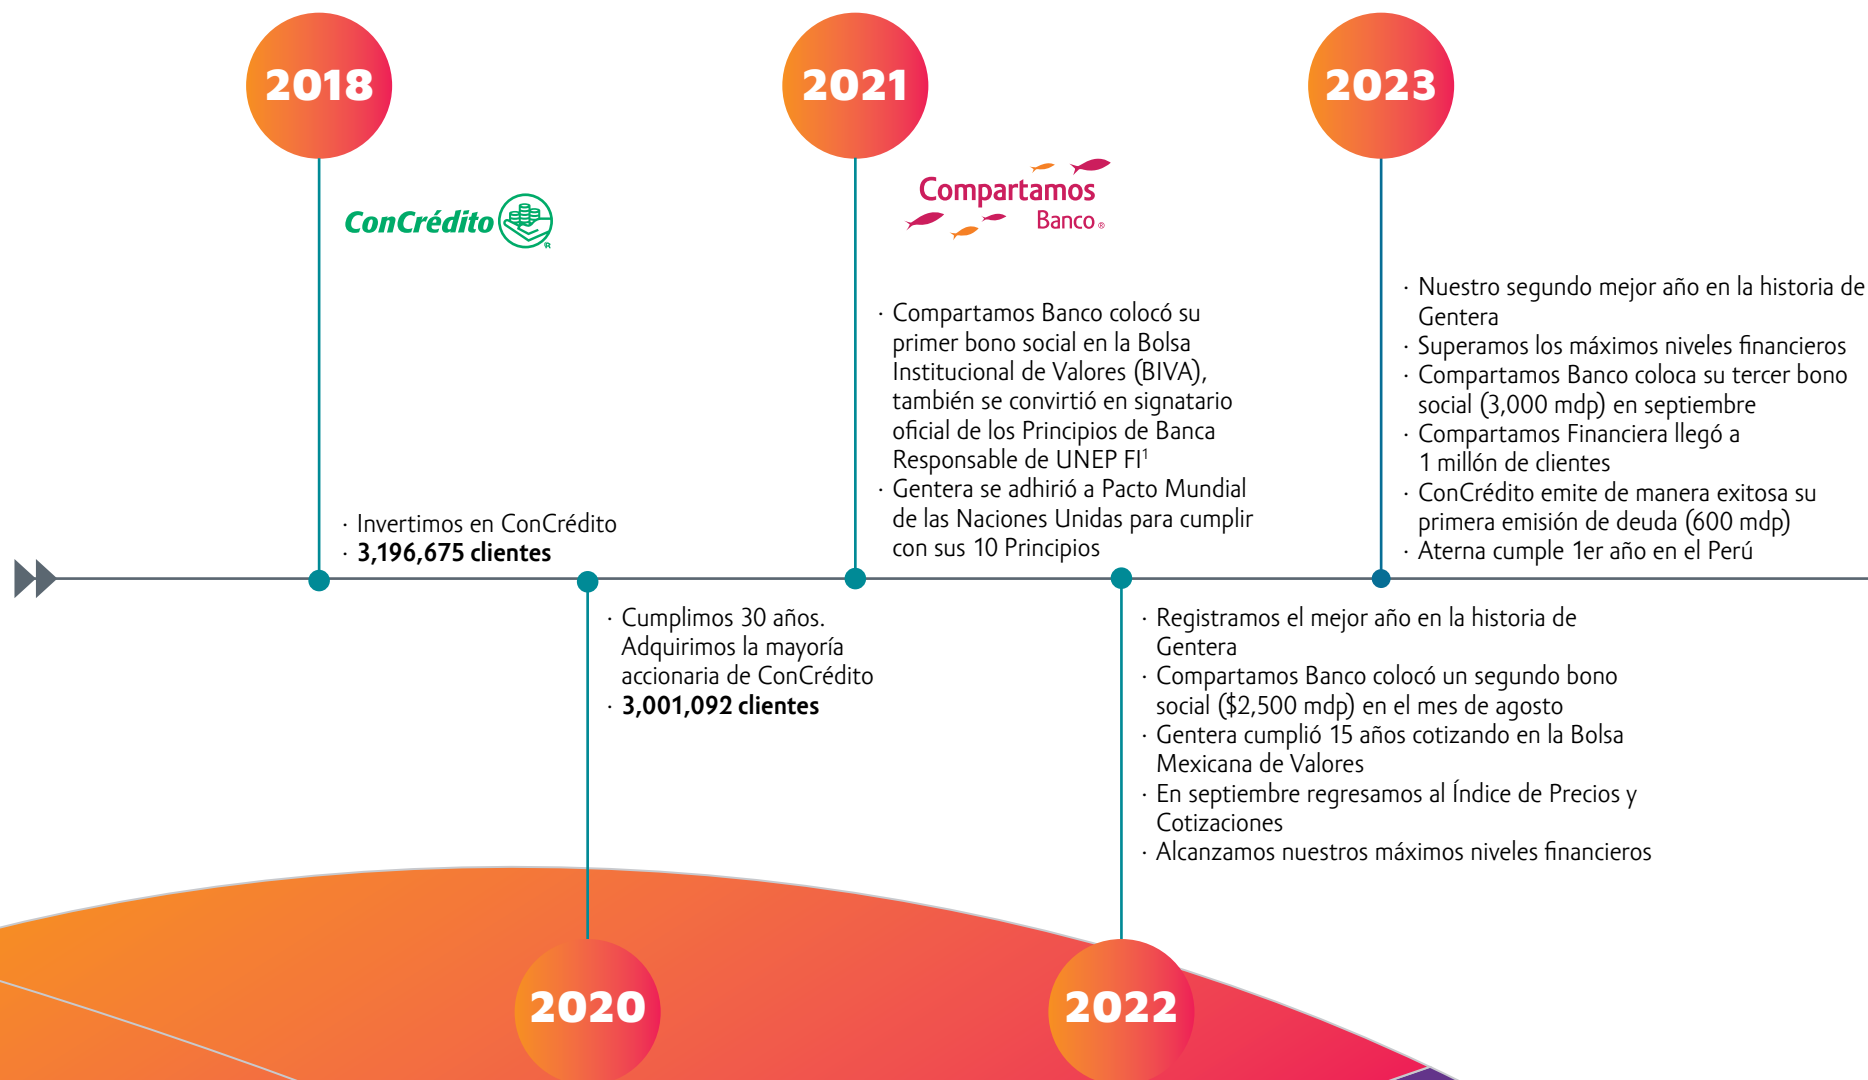 2018
ConCrédito
· Invertimos en ConCrédito
· 3,196,675 clientes
2020
· Cumplimos 30 años.
Adquirimos la mayoría
accionaria de ConCrédito
· 3,001,092 clientes
2021
Compartamos
Banco®
· Compartamos Banco colocó su
primer bono social en la Bolsa
Institucional de Valores (BIVA),
también se convirtió en signatario
oficial de los Principios de Banca
Responsable de UNEP FI¹
· Gentera se adhirió a Pacto Mundial
de las Naciones Unidas para cumplir
con sus 10 Principios
2022
· Registramos el mejor año en la historia de
Gentera
· Compartamos Banco colocó un segundo bono
social ($2,500 mdp) en el mes de agosto
· Gentera cumplió 15 años cotizando en la Bolsa
Mexicana de Valores
· En septiembre regresamos al Índice de Precios y
Cotizaciones
· Alcanzamos nuestros máximos niveles financieros
2023
· Nuestro segundo mejor año en la historia de
Gentera
· Superamos los máximos niveles financieros
· Compartamos Banco coloca su tercer bono
social (3,000 mdp) en septiembre
· Compartamos Financiera llegó a
1 millón de clientes
· ConCrédito emite de manera exitosa su
primera emisión de deuda (600 mdp)
· Aterna cumple 1er año en el Perú